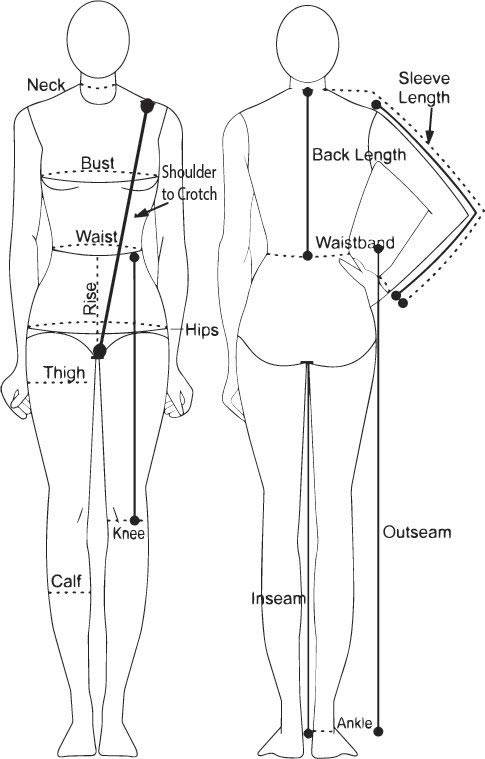 Neck
Bust
Shoulder
to Crotch
Waist
Rise
Hips
Thigh
Knee
Calf
Sleeve
Length
Back Length
Waistband
Outseam
Inseam
Ankle